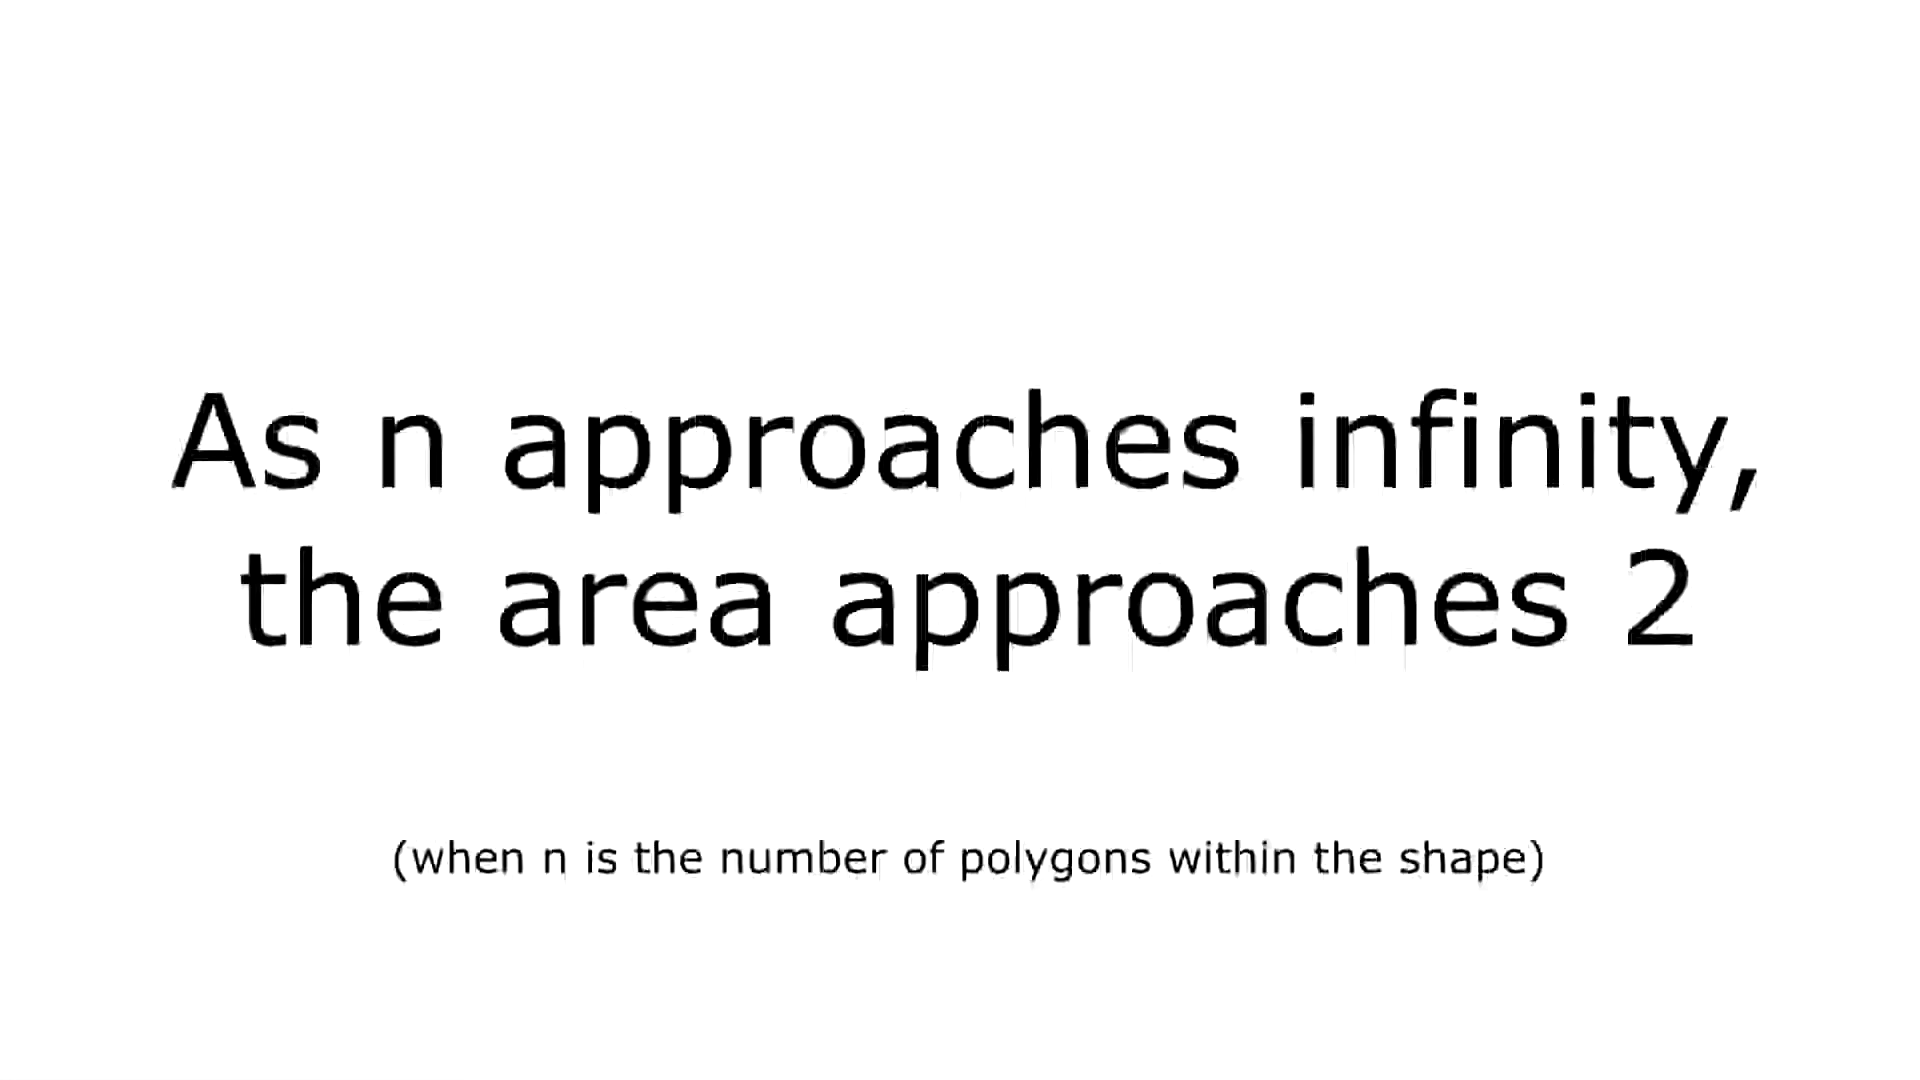 As n approaches infinity,
the area approaches 2
(when n is the number of polygons within the shape)